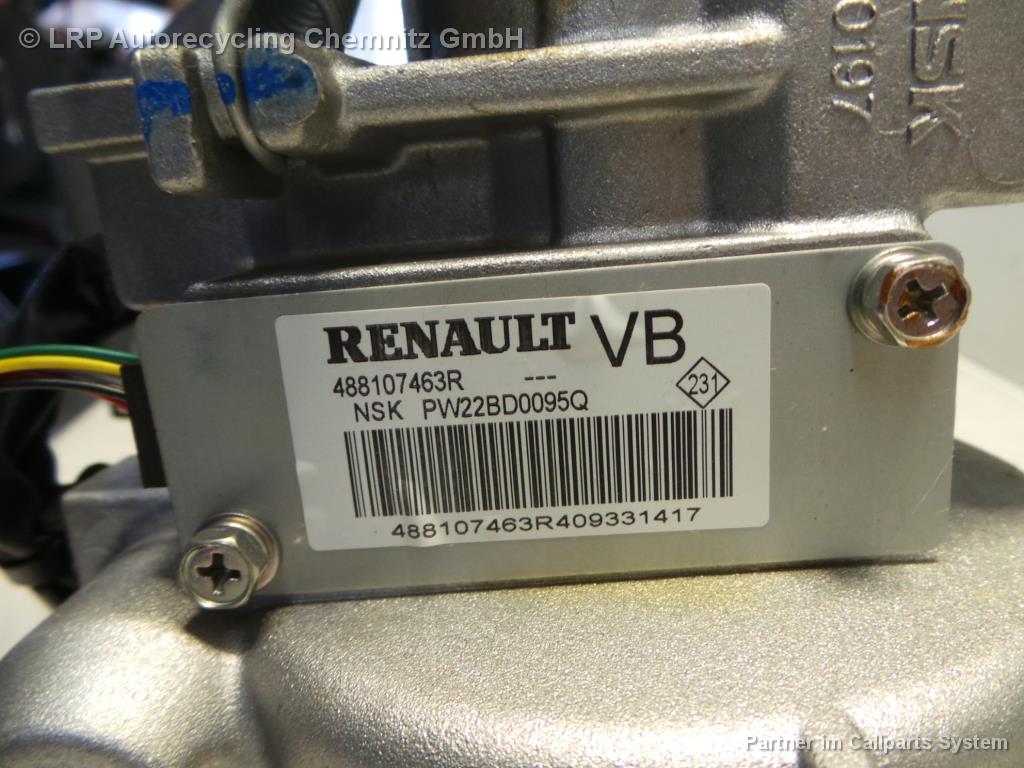 © LRP Autorecycling Chemnitz GmbH
NSK
0197
RENAULT VB
488107463R ---
231
NSK PW22BD0095Q
488107463R409331417
Partner im Callparts System